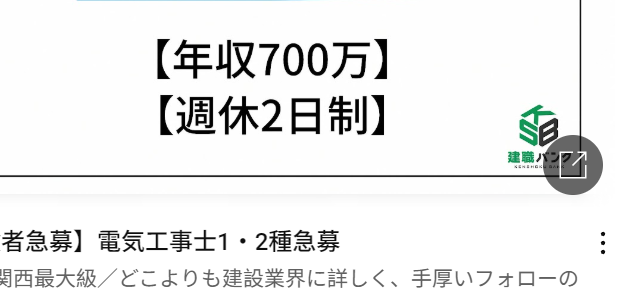 【年収700万】
【週休2日制】
建職バンク
者急募】電気工事士1・2種急募
関西最大級／どこよりも建設業界に詳しく、手厚いフォローの